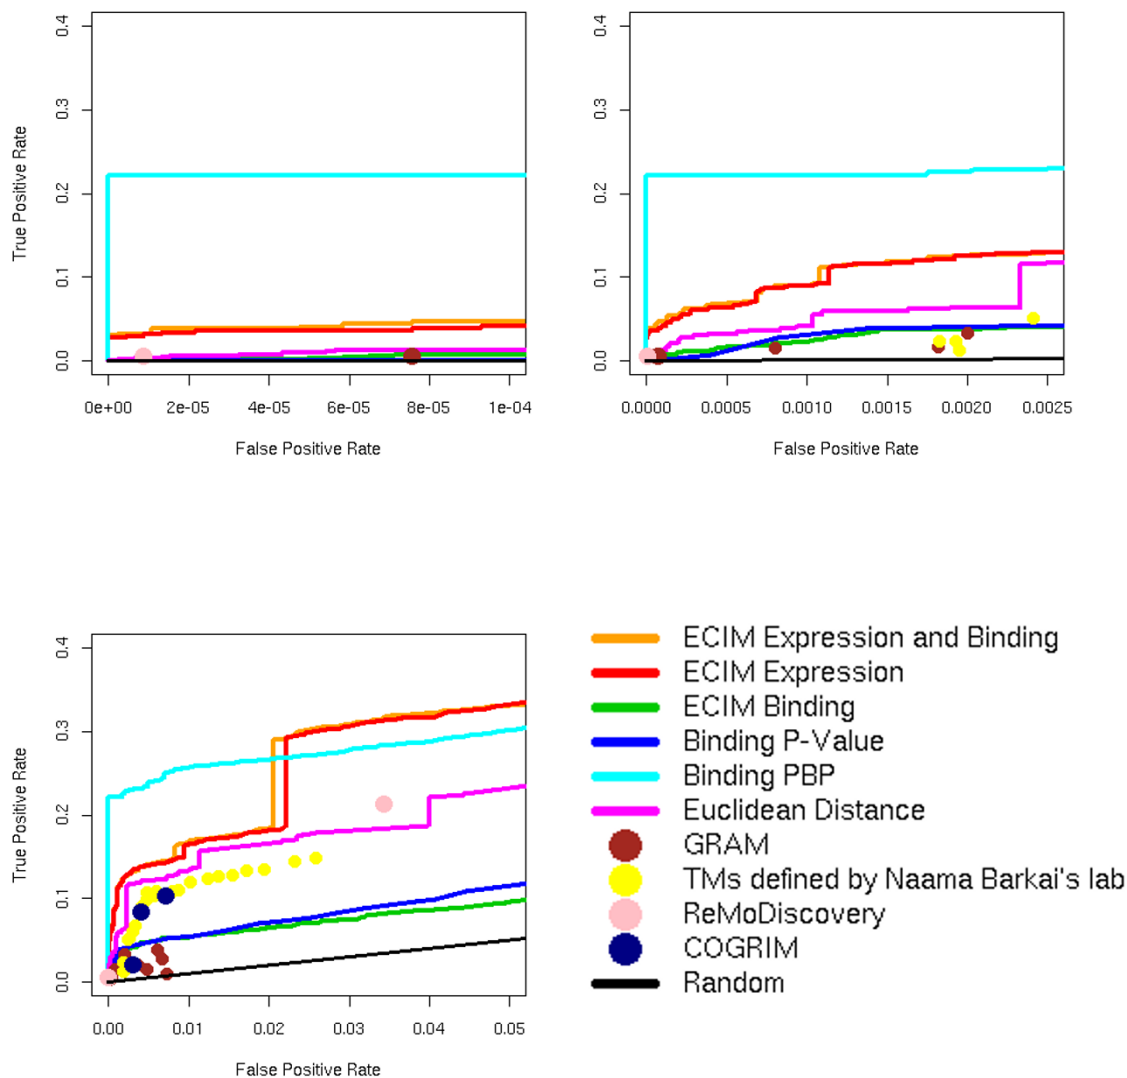 0.4
0.3
0.2
0.1
0.0
True Positive Rate
0e+00 2e-05 4e-05 6e-05 8e-05 1e-04
False Positive Rate
0.4
0.3
0.2
0.1
0.0
0.0000 0.0005 0.0010 0.0015 0.0020 0.0025
False Positive Rate
0.4
0.3
0.2
0.1
0.0
True Positive Rate
0.00 0.01 0.02 0.03 0.04 0.05
False Positive Rate
ECIM Expression and Binding
ECIM Expression
ECIM Binding
Binding P-Value
Binding PBP
Euclidean Distance
GRAM
TMs defined by Naama Barkai's lab
ReMoDiscovery
COGRIM
Random